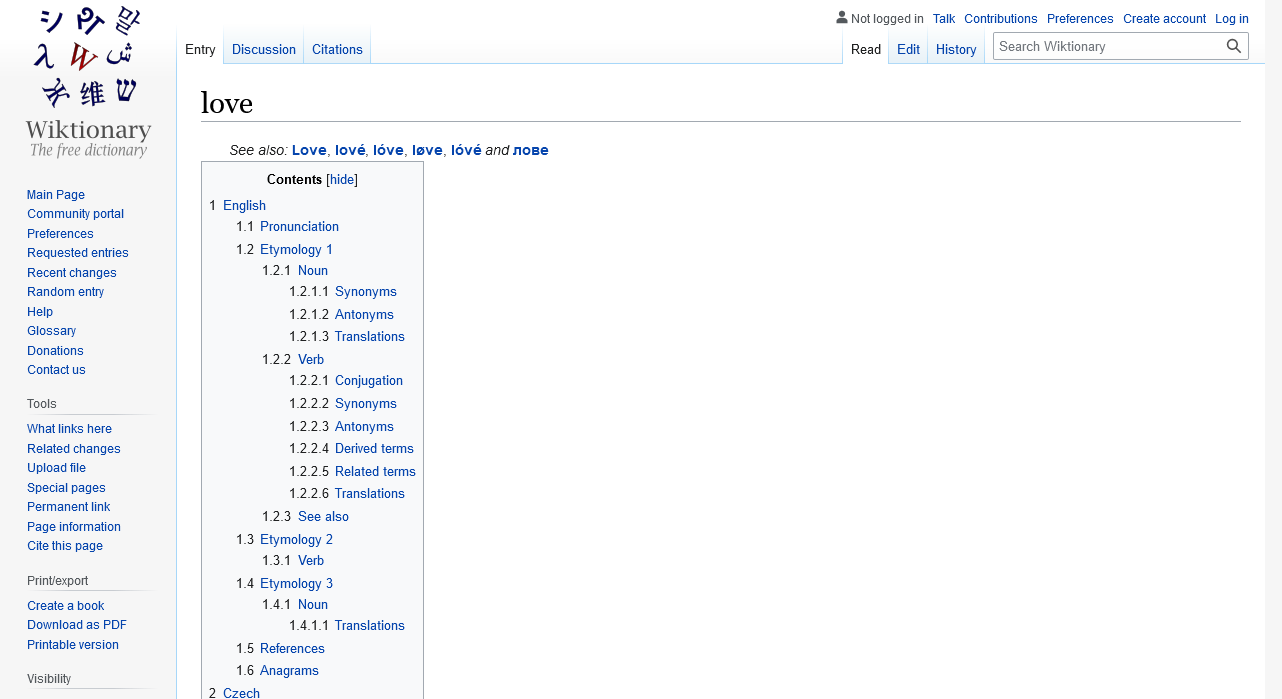 Not logged in Talk Contributions Preferences Create account Log in
Entry Discussion Citations Read Edit History Search Wiktionary
シ
W
维
ש
Wiktionary
The free dictionary
Main Page
Community portal
Preferences
Requested entries
Recent changes
Random entry
Help
Glossary
Donations
Contact us
Tools
What links here
Related changes
Upload file
Special pages
Permanent link
Page information
Cite this page
Print/export
Create a book
Download as PDF
Printable version
Visibility
love
See also: Love, lové, lóve, løve, lóvé and лове
Contents [hide]
1 English
1.1 Pronunciation
1.2 Etymology 1
1.2.1 Noun
1.2.1.1 Synonyms
1.2.1.2 Antonyms
1.2.1.3 Translations
1.2.2 Verb
1.2.2.1 Conjugation
1.2.2.2 Synonyms
1.2.2.3 Antonyms
1.2.2.4 Derived terms
1.2.2.5 Related terms
1.2.2.6 Translations
1.2.3 See also
1.3 Etymology 2
1.3.1 Verb
1.4 Etymology 3
1.4.1 Noun
1.4.1.1 Translations
1.5 References
1.6 Anagrams
2 Czech